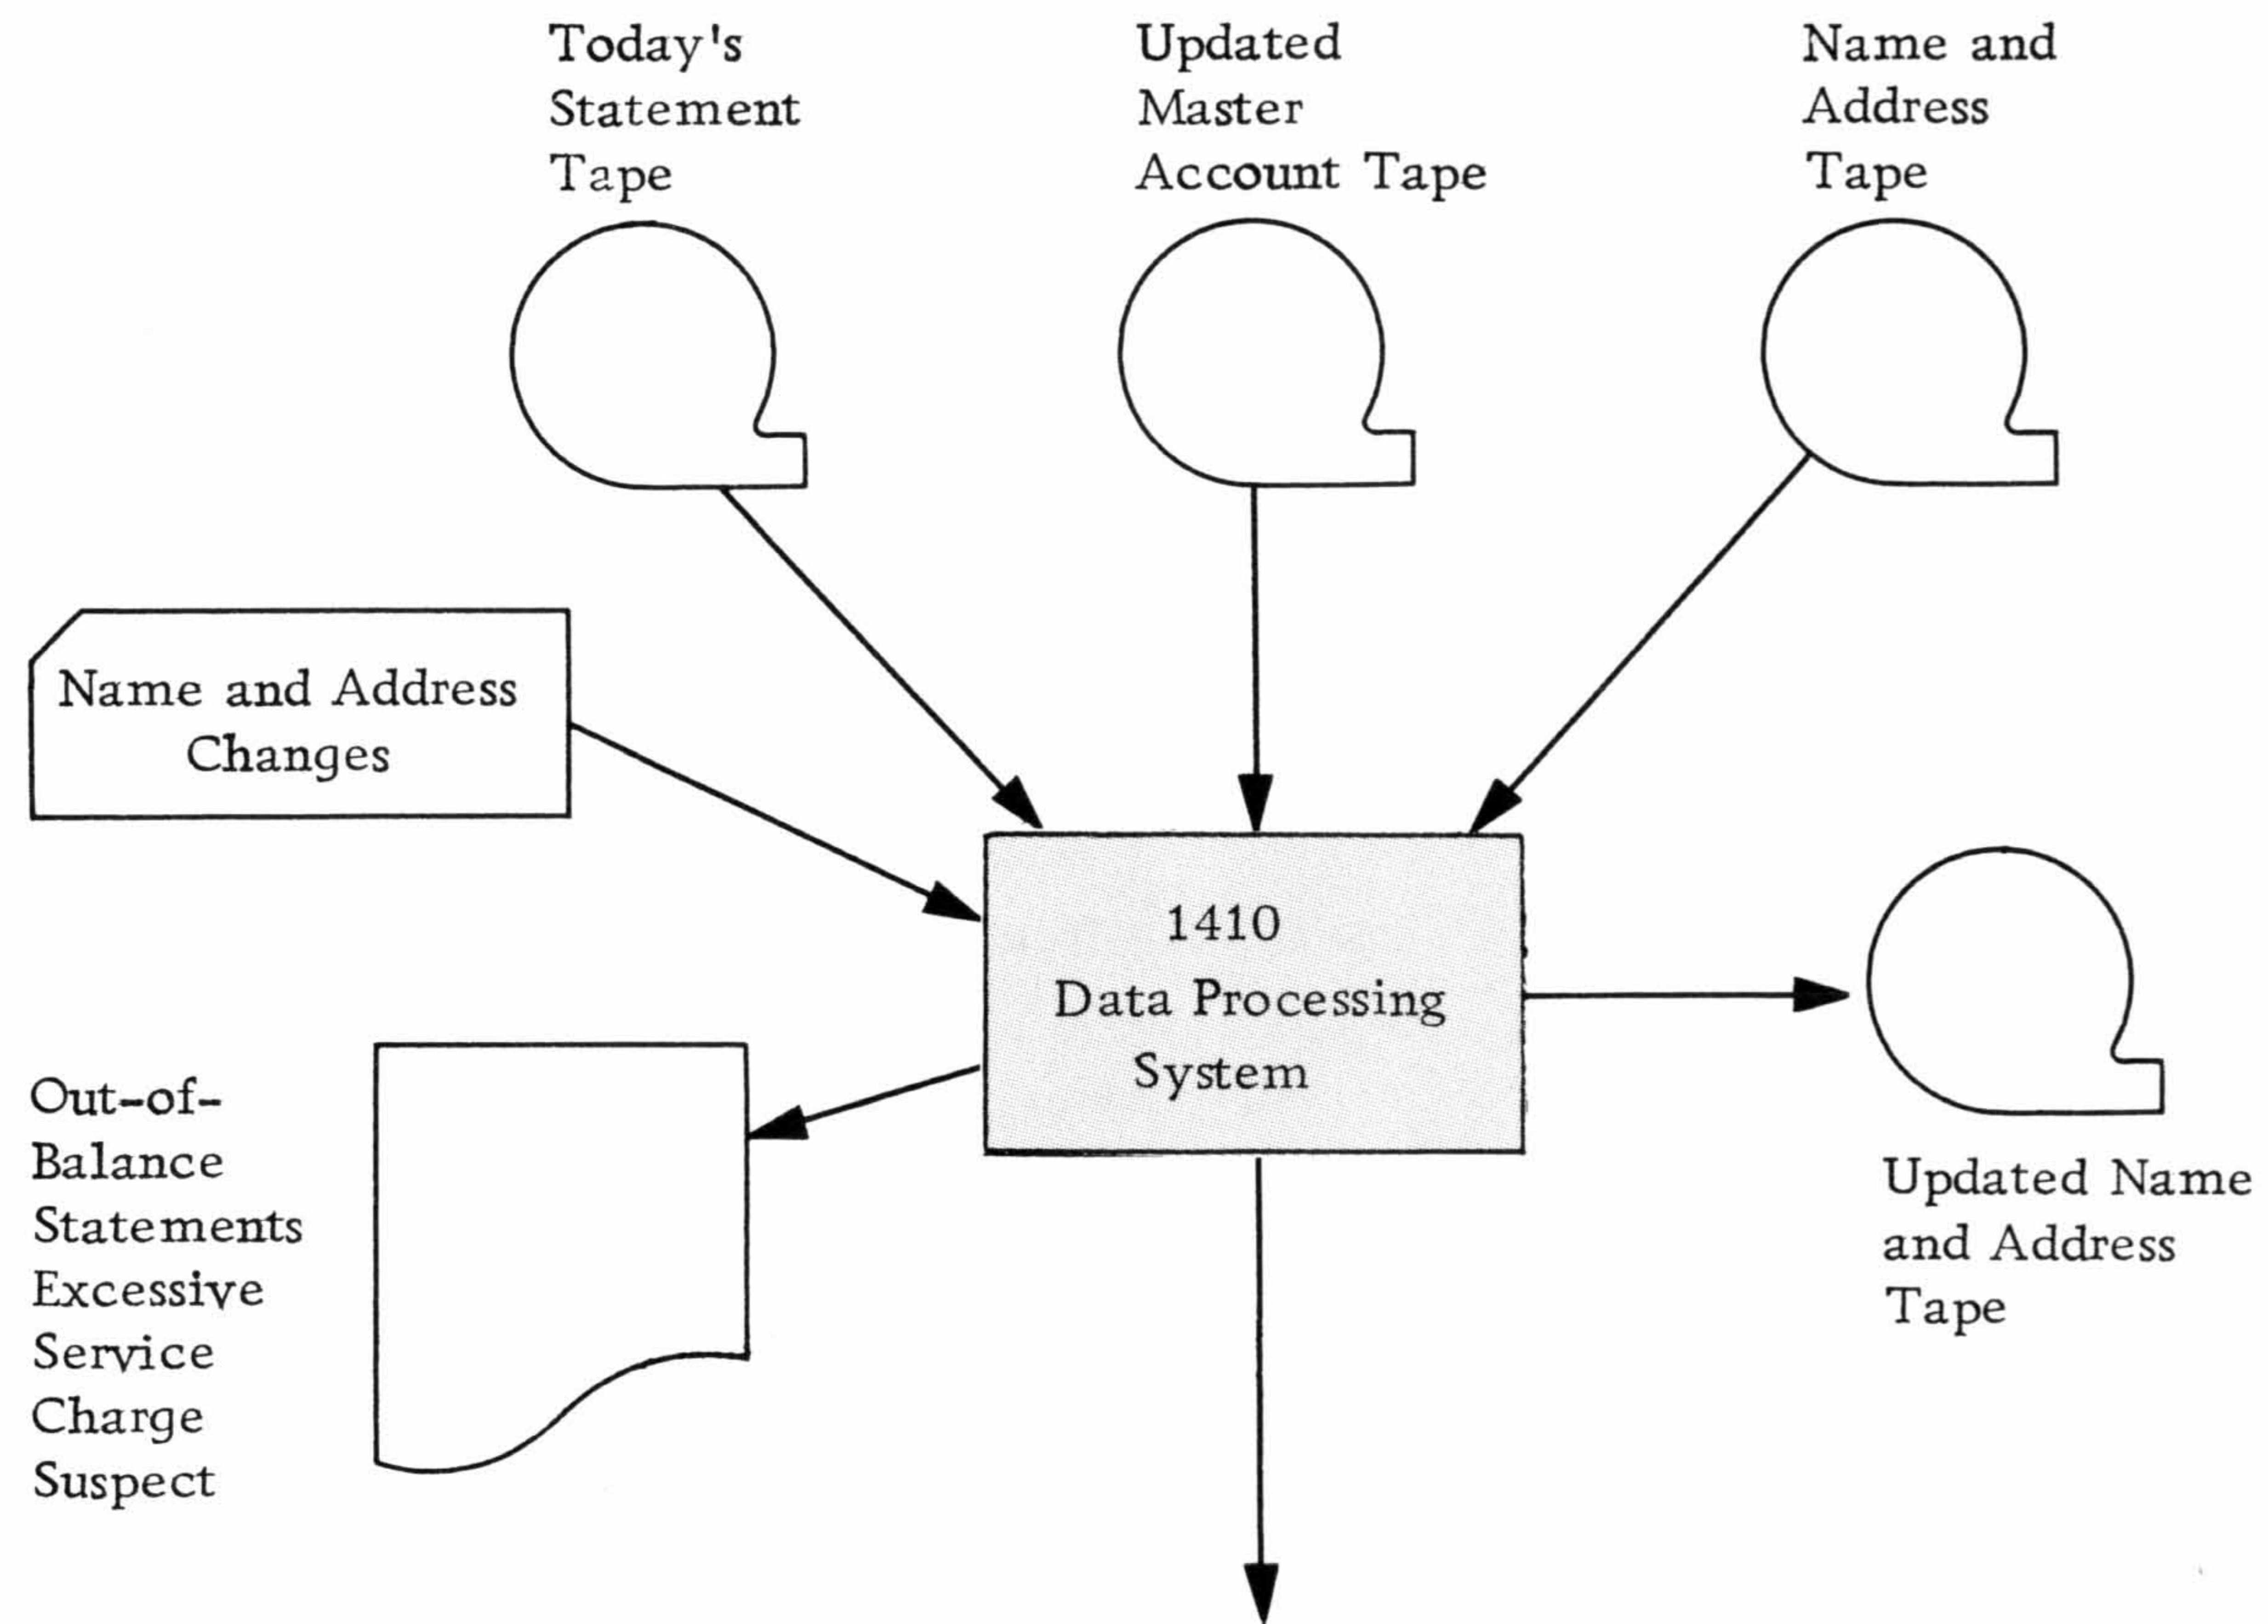 Today's
Statement
Tape
Updated
Master
Account Tape
Name and
Address
Tape
Name and Address
Changes
1410
Data Processing
System
Out-of-
Balance
Statements
Excessive
Service
Charge
Suspect
Updated Name
and Address
Tape